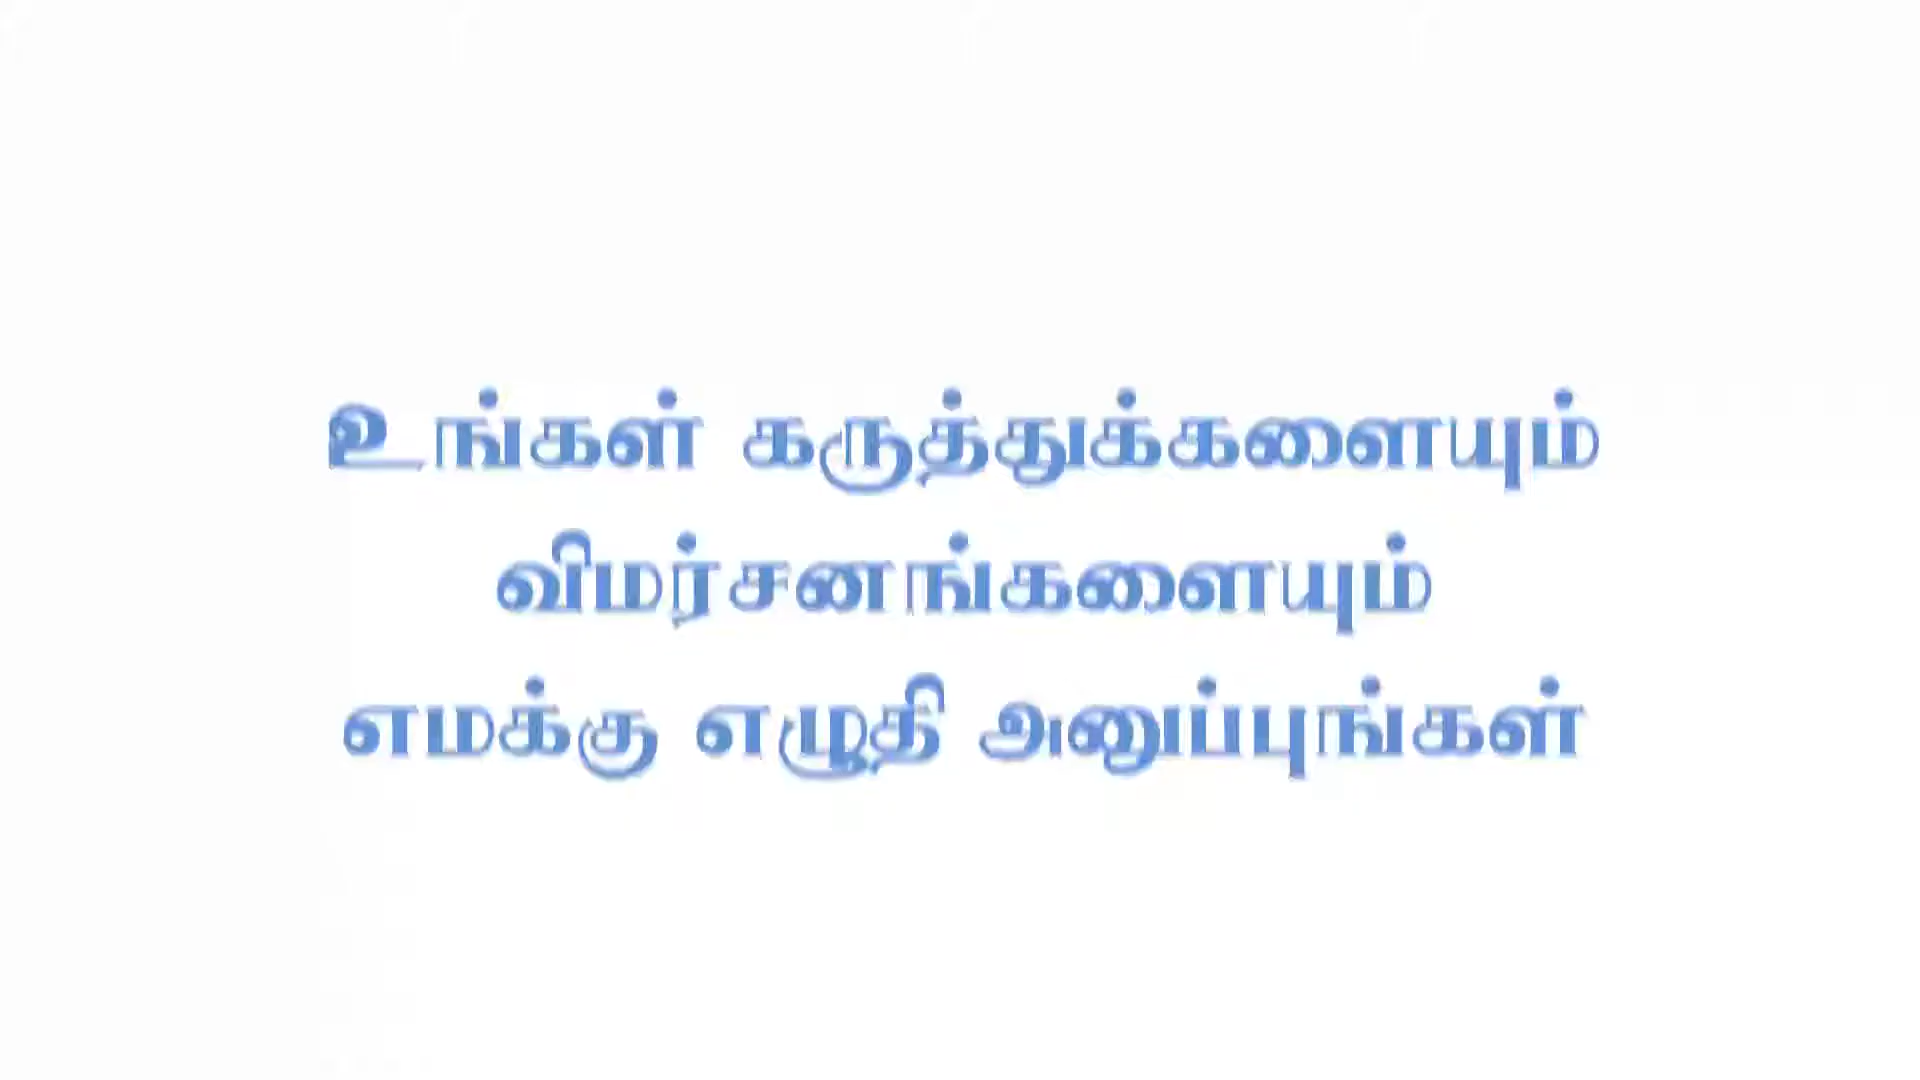 உங்கள் கருத்துக்களையும்
விமர்சனங்களையும்
எமக்கு எழுதி அனுப்புங்கள்